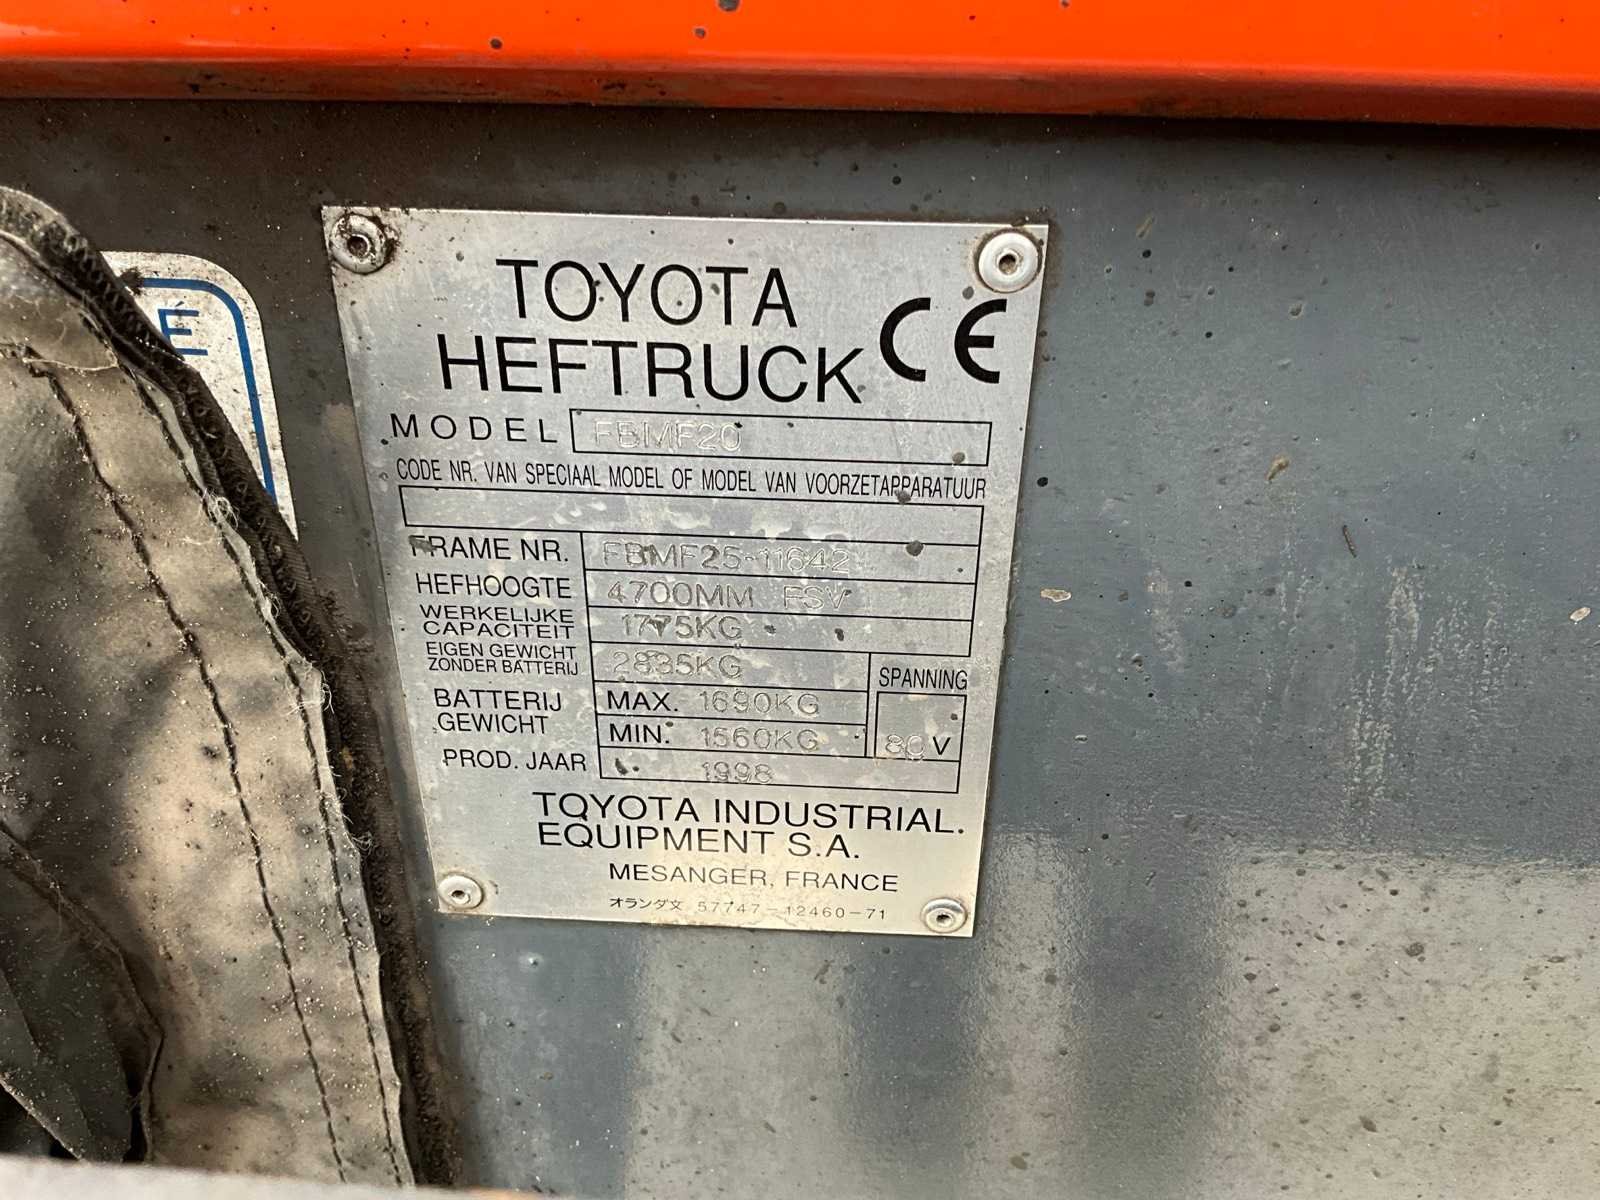 É
TOYOTA
HEFTRUCK CE
MODEL FBMF20
CODE NR. VAN SPECIAAL MODEL OF MODEL VAN VOORZETAPPARATUUR
FRAME NR. FBMF25-11642
HEFHOOGTE 4700MM FSV
WERKELIJKE
CAPACITEIT 1775KG
EIGEN GEWICHT
ZONDER BATTERIJ 2835KG
SPANNING
80V
BATTERIJ
GEWICHT
MAX. 1690KG
MIN. 1560KG
PROD. JAAR 1998
TOYOTA INDUSTRIAL
EQUIPMENT S.A.
MESANGER, FRANCE
オランダ文 57747-12460-71